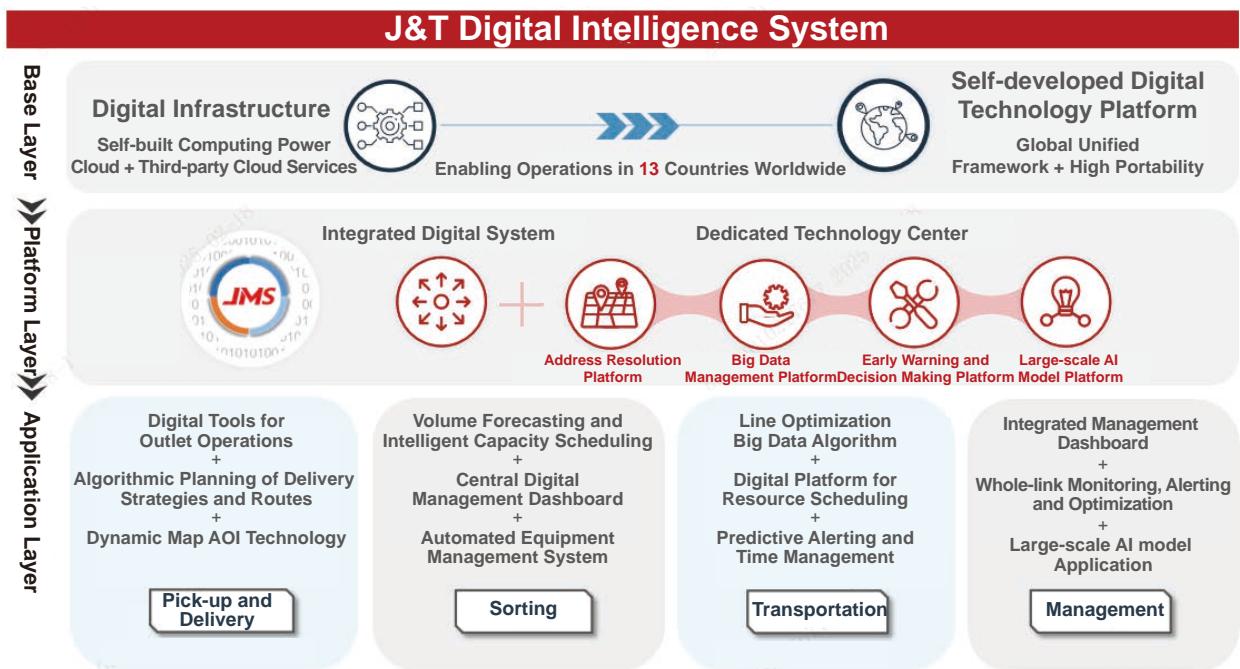 J&T Digital Intelligence System
Base Layer
Digital Infrastructure
Self-built Computing Power
Cloud + Third-party Cloud Services
Enabling Operations in 13 Countries Worldwide
Self-developed Digital
Technology Platform
Global Unified
Framework + High Portability
Platform Layer
JMS
Integrated Digital System
Dedicated Technology Center
Address Resolution
Platform
Big Data
Management Platform
Early Warning and
Decision Making Platform
Large-scale AI
Model Platform
Application Layer
Digital Tools for
Outlet Operations
+
Algorithmic Planning of Delivery
Strategies and Routes
+
Dynamic Map AOI Technology
Pick-up and
Delivery
Volume Forecasting and
Intelligent Capacity Scheduling
+
Central Digital
Management Dashboard
+
Automated Equipment
Management System
Sorting
Line Optimization
Big Data Algorithm
+
Digital Platform for
Resource Scheduling
+
Predictive Alerting and
Time Management
Transportation
Integrated Management
Dashboard
+
Whole-link Monitoring, Alerting
and Optimization
+
Large-scale AI model
Application
Management